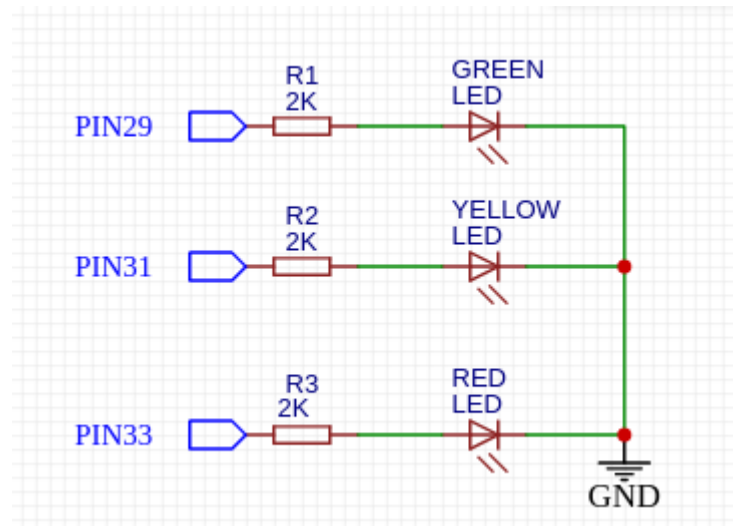 R1
2K
GREEN
LED
PIN29
R2
2K
YELLOW
LED
PIN31
R3
2K
RED
LED
PIN33
GND